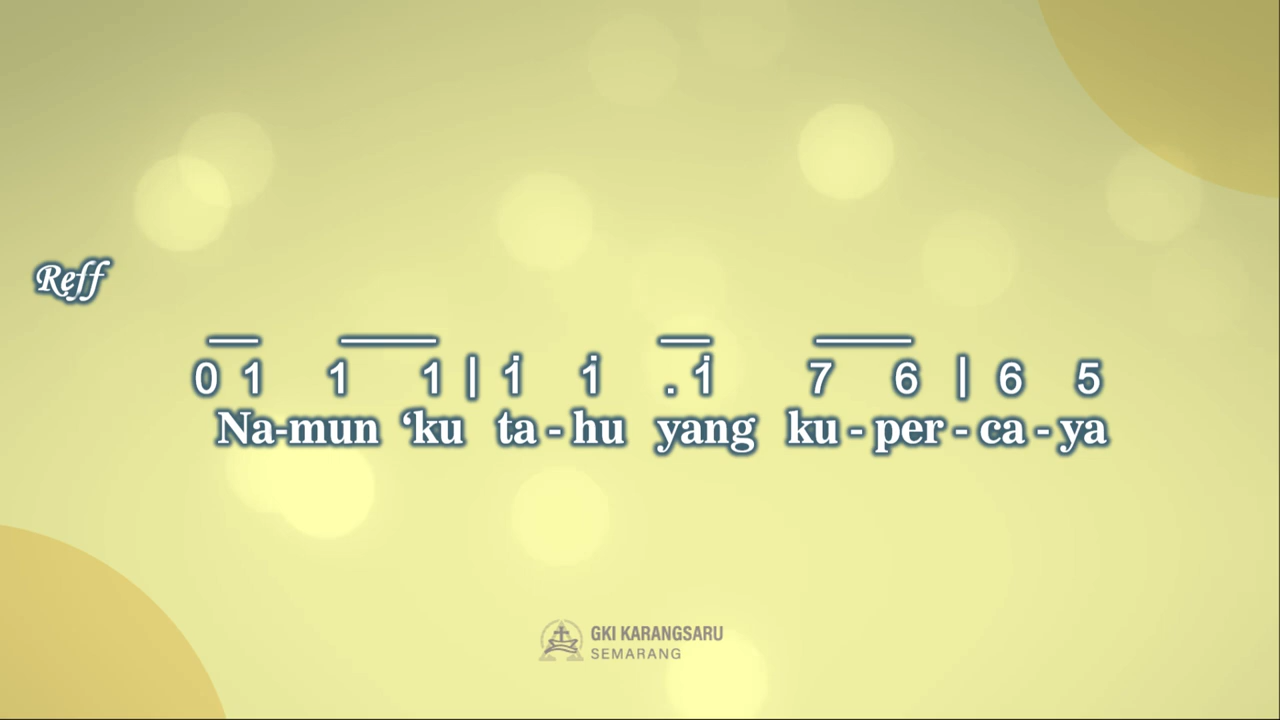 Reff
0 1 1 1 | 1̇ 1̇ . 1̇ 7 6 | 6 5
Na-mun ‘ku ta - hu yang ku - per - ca - ya
GKI KARANGSARU
SEMARANG